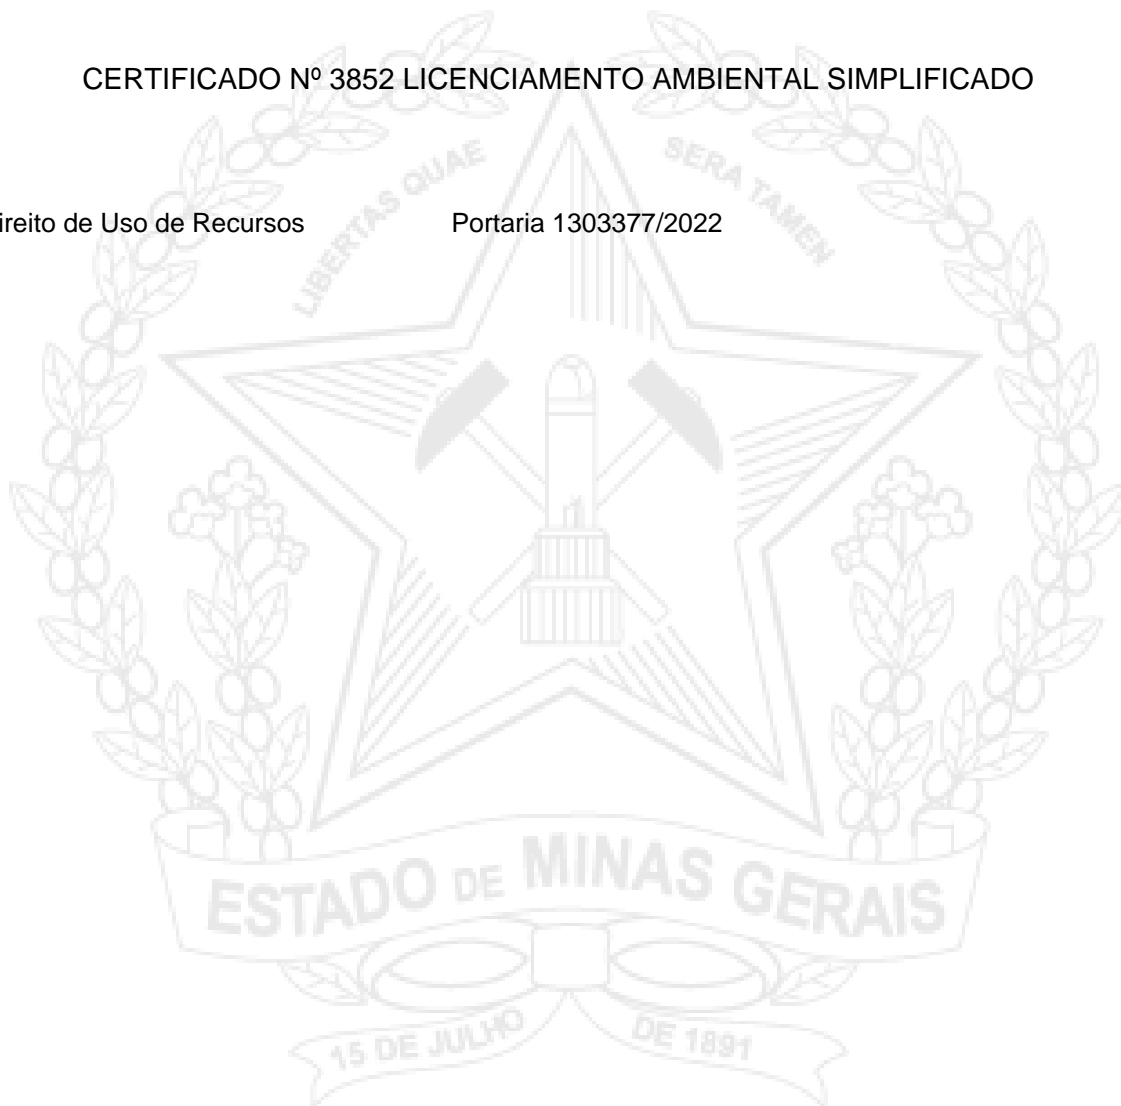 CERTIFICADO Nº 3852 LICENCIAMENTO AMBIENTAL SIMPLIFICADO
LIBERTAS QUAE SERA TAMEN
ireito de Uso de Recursos Portaria 1303377/2022
ESTADO DE MINAS GERAIS
15 DE JULHO DE 1891